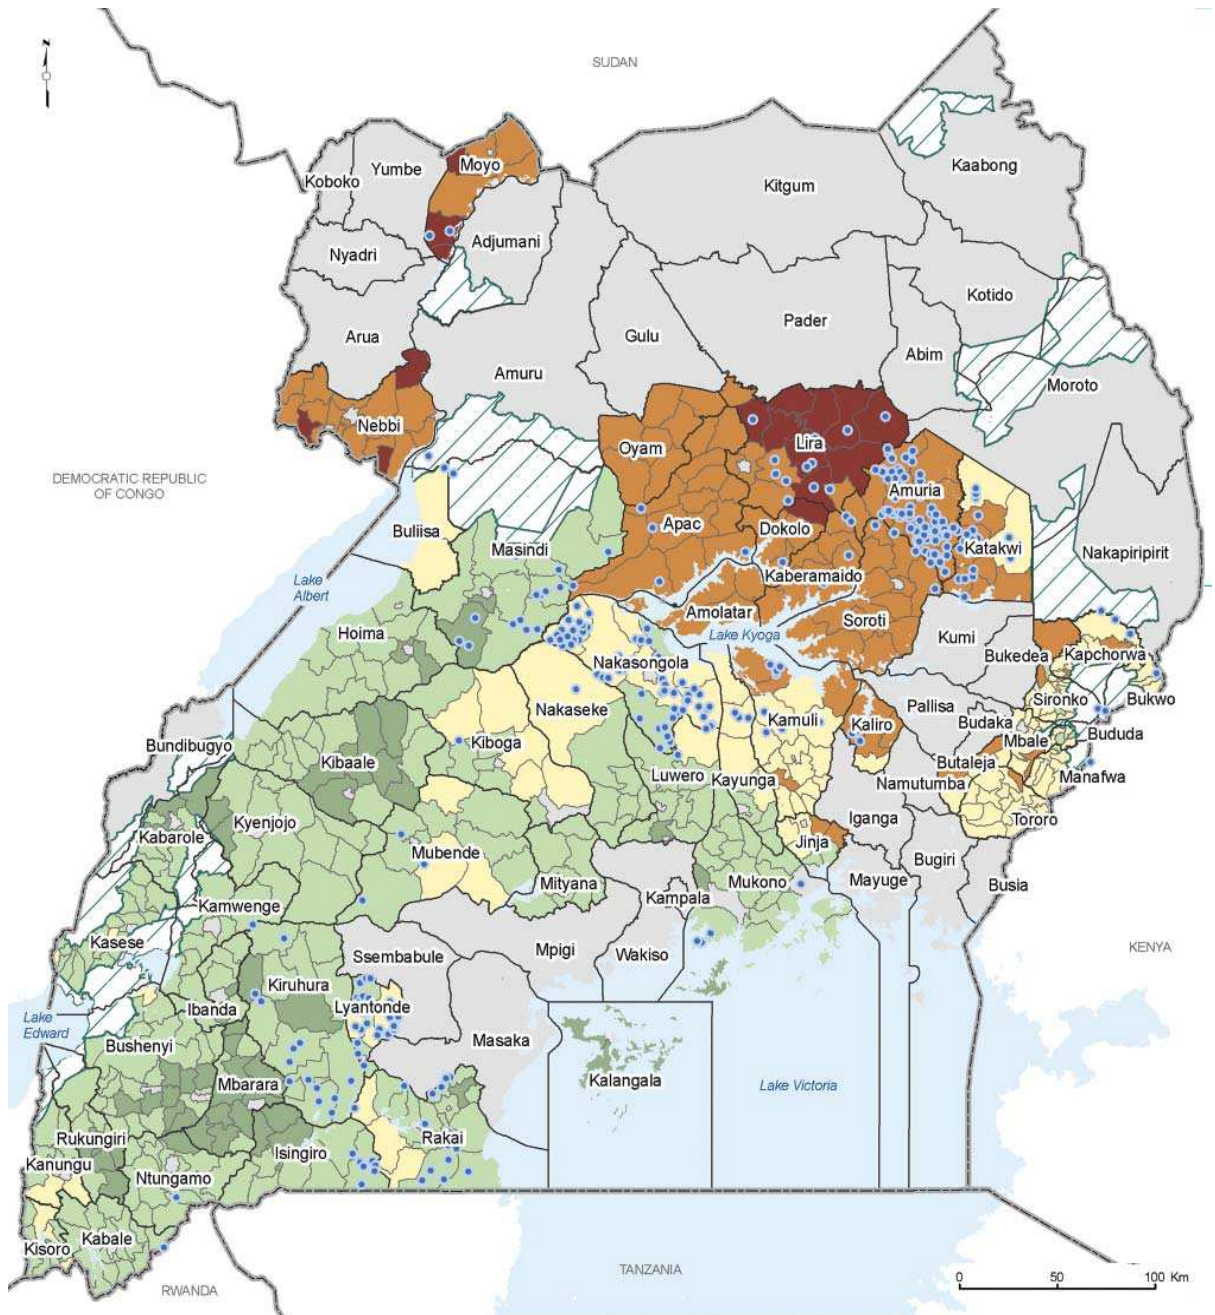 N
SUDAN
Kaabong
Moyo
Yumbe
Koboko
Kitgum
Adjumani
Nyadri
Kotido
Pader
Arua
Gulu
Abim
Amuru
Moroto
Nebbi
Oyam
Lira
DEMOCRATIC REPUBLIC
OF CONGO
Amuria
Apac
Dokolo
Buliisa
Masindi
Katakwi
Nakapiripirit
Lake
Albert
Kaberamaido
Amolatar
Soroti
Hoima
Lake Kyoga
Kumi
Bukedea
Kapchorwa
Nakasongola
Sironko
Bukwo
Nakaseke
Pallisa
Kamuli
Kaliro
Budaka
Bundibugyo
Kiboga
Mbale
Bududa
Kibaale
Butaleja
Luwero
Kayunga
Namutumba
Manafwa
Kyenjojo
Iganga
Tororo
Kabarole
Jinja
Mubende
Bugiri
Mityana
Mukono
Mayuge
Busia
Kampala
Kamwenge
Kasese
Mpigi
Wakiso
KENYA
Ssembabule
Kiruhura
Ibanda
Lyantonde
Lake
Edward
Masaka
Bushenyi
Mbarara
Kalangala
Lake Victoria
Rukungiri
Rakai
Isingiro
Kanungu
Ntungamo
Kabale
Kisoro
TANZANIA
RWANDA
0 50 100 Km